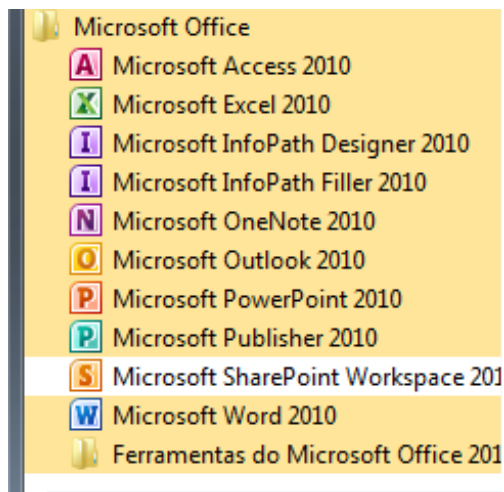 Microsoft Office
A Microsoft Access 2010
X Microsoft Excel 2010
I Microsoft InfoPath Designer 2010
I Microsoft InfoPath Filler 2010
N Microsoft OneNote 2010
O Microsoft Outlook 2010
P Microsoft PowerPoint 2010
P Microsoft Publisher 2010
S Microsoft SharePoint Workspace 201
W Microsoft Word 2010
Ferramentas do Microsoft Office 201